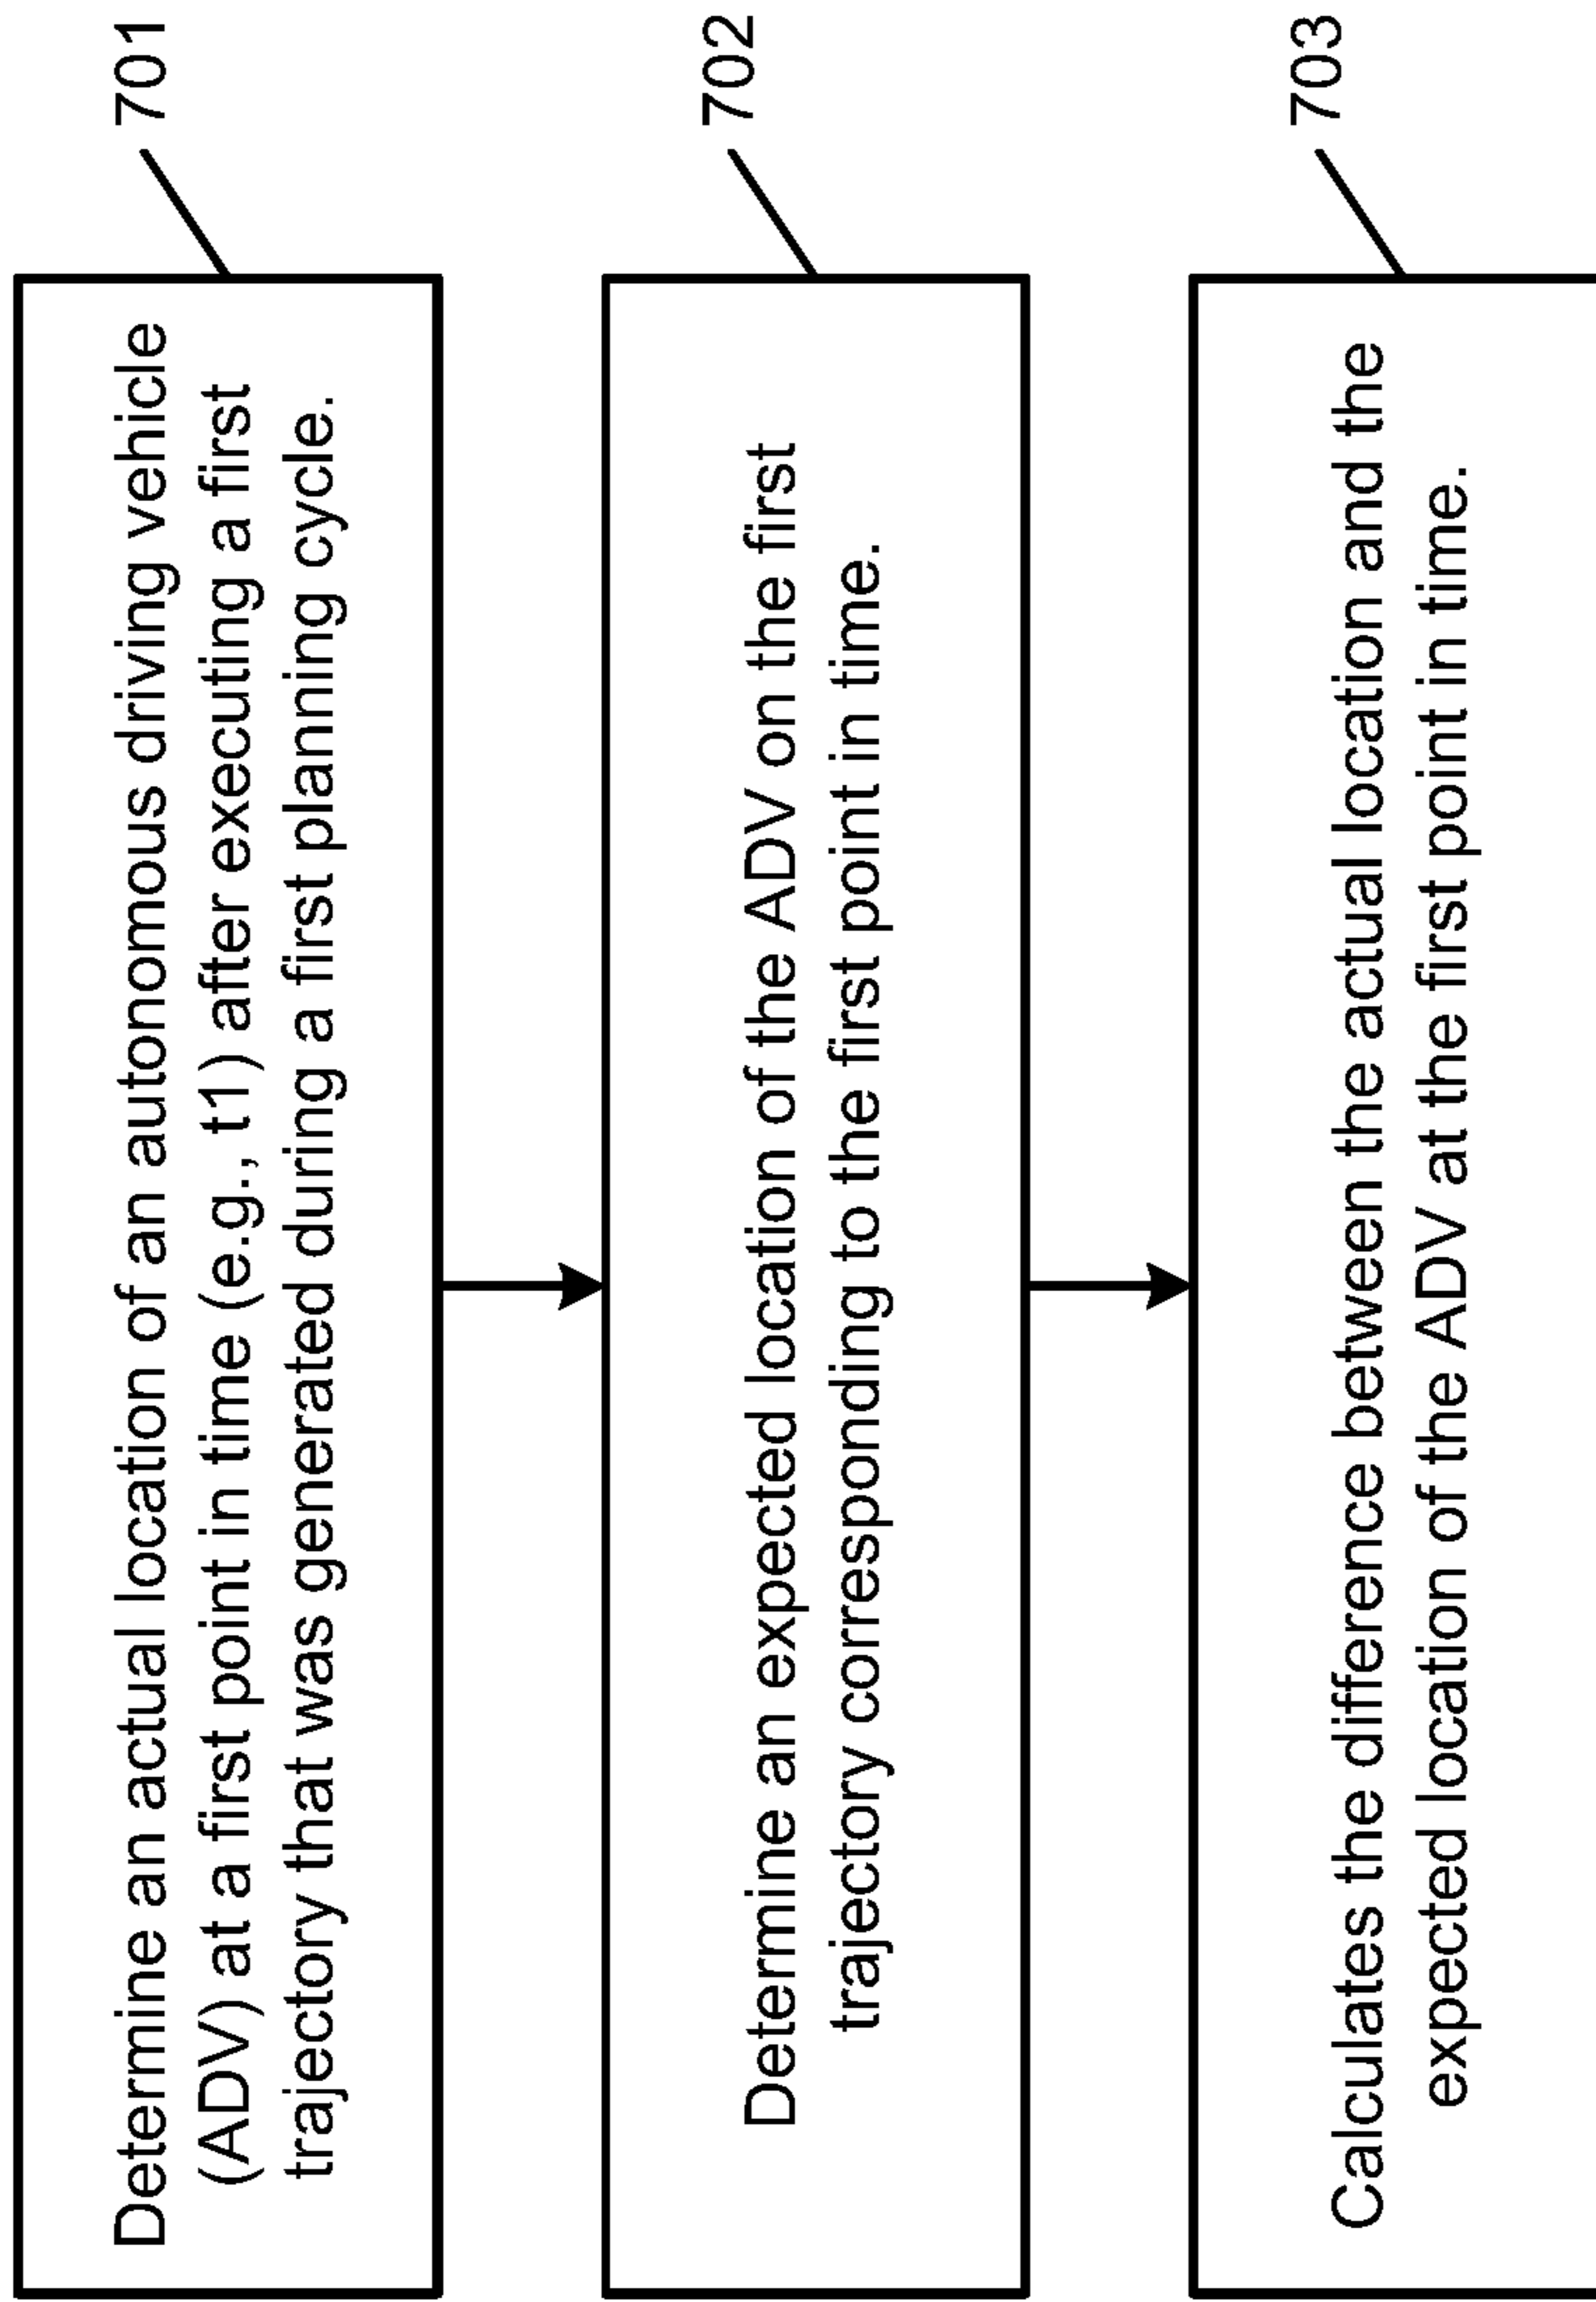 Determine an actual location of an autonomous driving vehicle
(ADV) at a first point in time (e.g., t1) after executing a first
trajectory that was generated during a first planning cycle.
701
Determine an expected location of the ADV on the first
trajectory corresponding to the first point in time.
702
Calculates the difference between the actual location and the
expected location of the ADV at the first point in time.
703